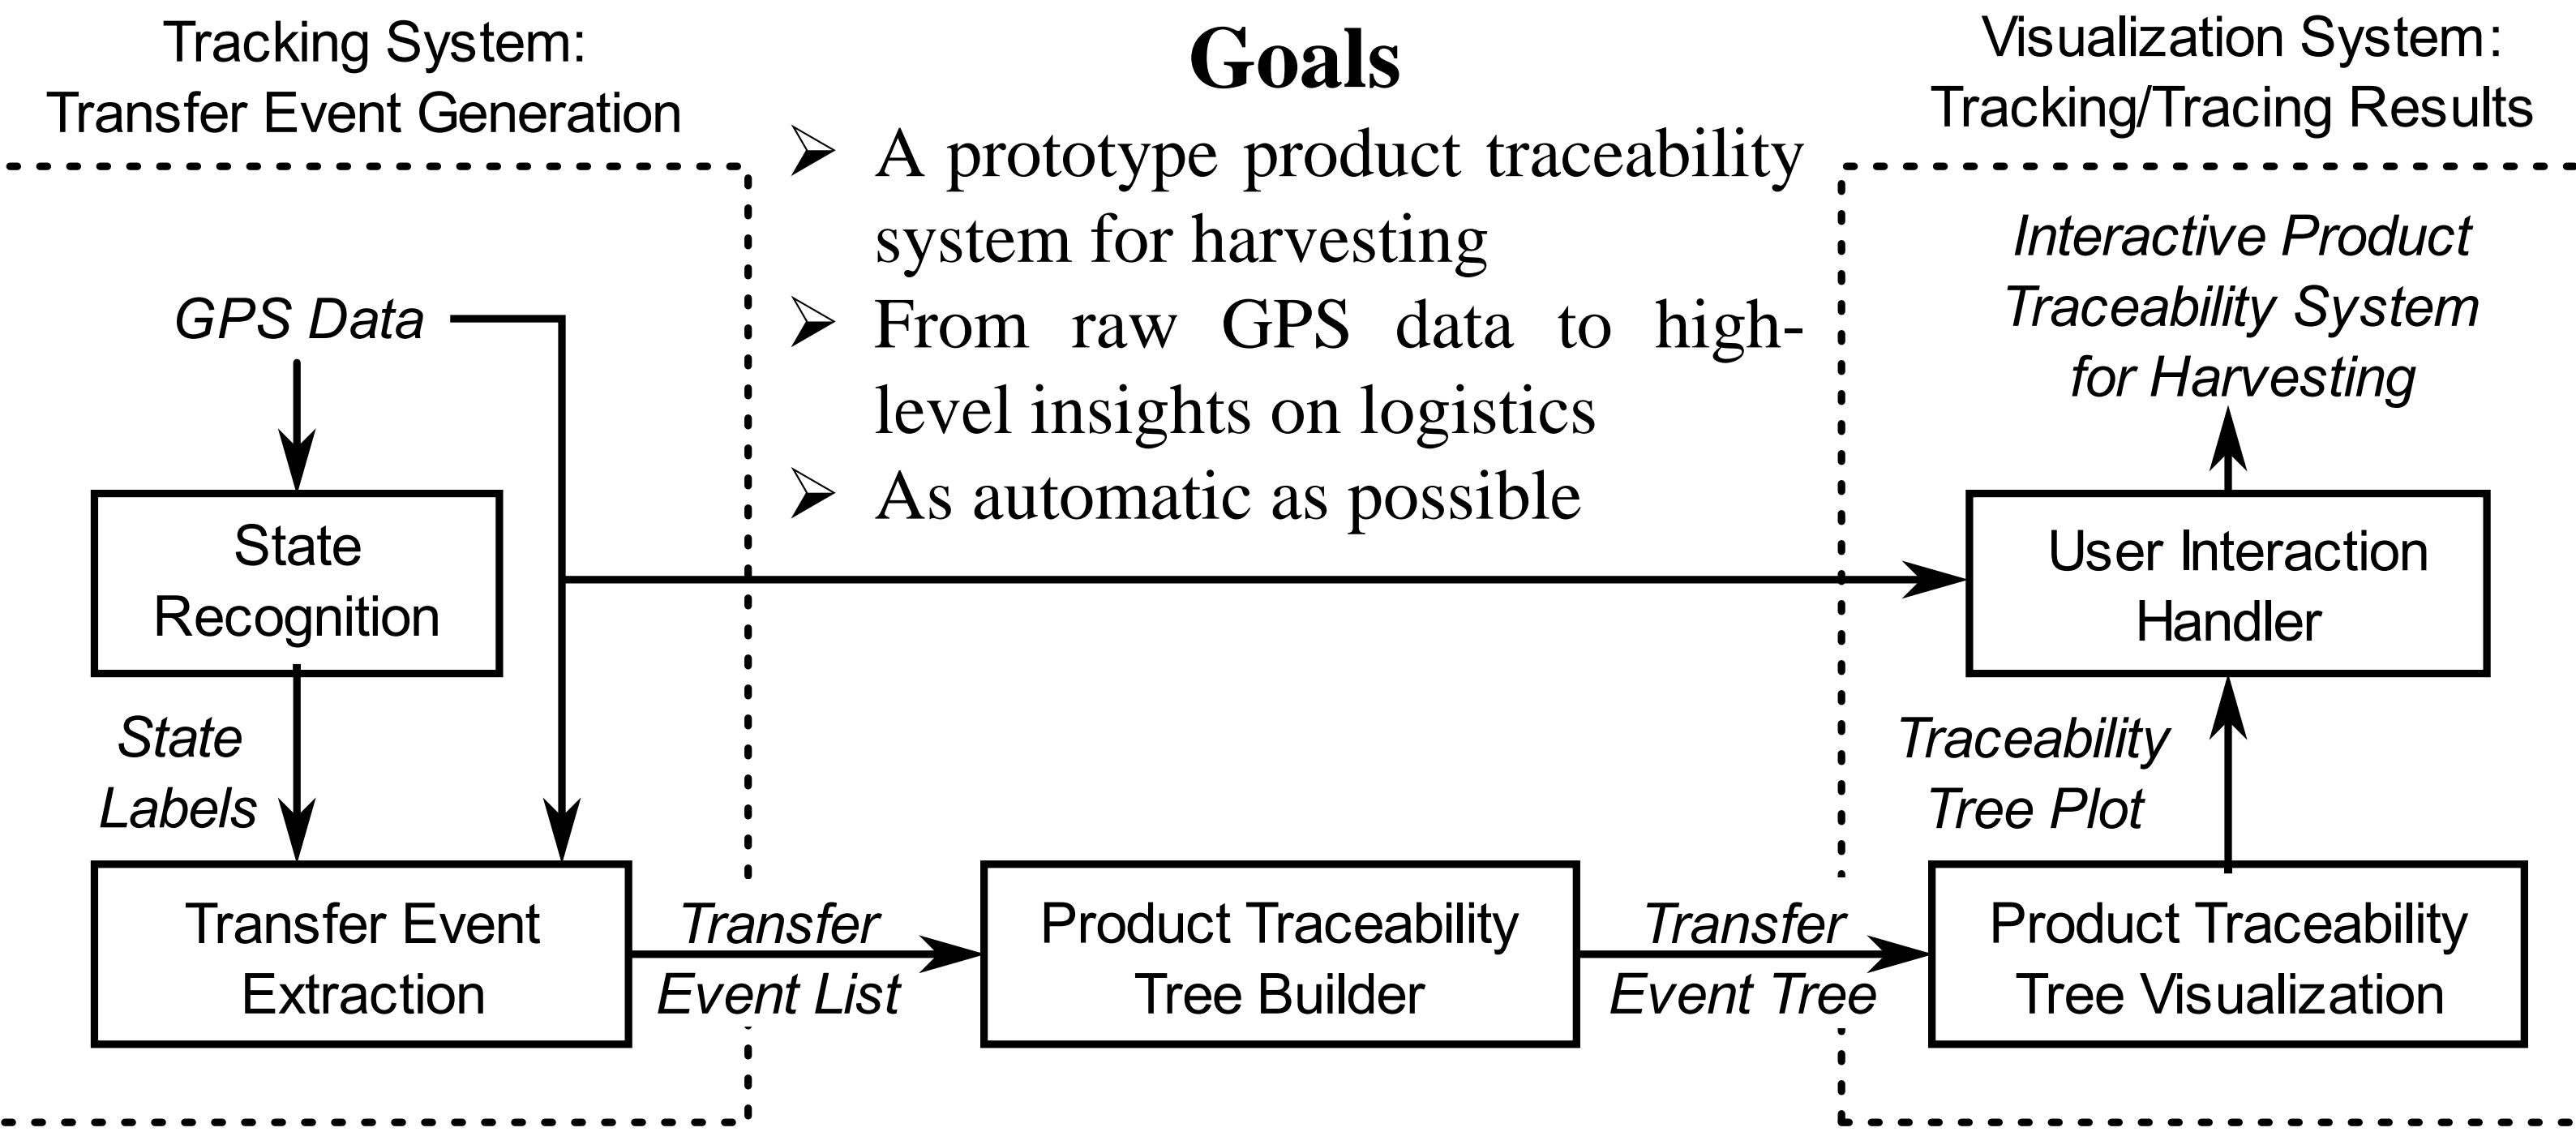 Tracking System:
Transfer Event Generation
Goals
➢ A prototype product traceability
system for harvesting
➢ From raw GPS data to high-
level insights on logistics
➢ As automatic as possible
Visualization System:
Tracking/Tracing Results
GPS Data
State
Recognition
State
Labels
Transfer Event
Extraction
Transfer
Event List
Product Traceability
Tree Builder
Transfer
Event Tree
Product Traceability
Tree Visualization
Traceability
Tree Plot
User Interaction
Handler
Interactive Product
Traceability System
for Harvesting